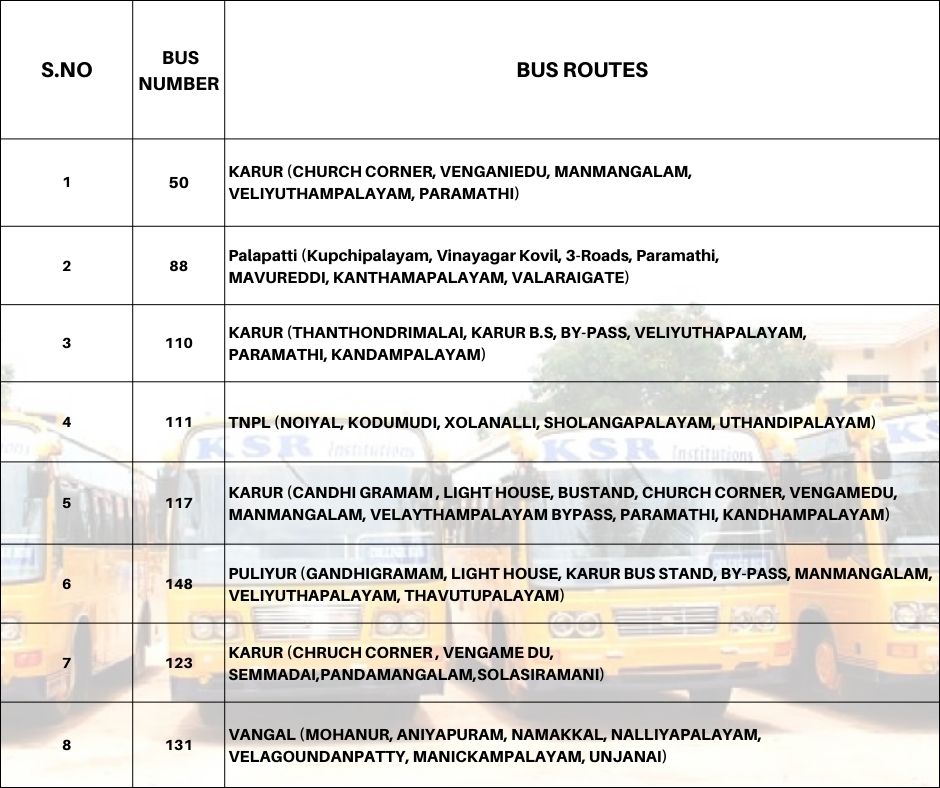 S.NO
BUS NUMBER
BUS ROUTES
1
50
KARUR (CHURCH CORNER, VENGANIEDU, MANMANGALAM,
VELIYUTHAMPALAYAM, PARAMATHI)
2
88
Palapatti (Kupchipalayam, Vinayagar Kovil, 3-Roads, Paramathi,
MAVUREDDI, KANTHAMAPALAYAM, VALARAIGATE)
3
110
KARUR (THANTHONDRIMALAI, KARUR B.S, BY-PASS, VELIYUTHAPALAYAM,
PARAMATHI, KANDAMPALAYAM)
4
111
TNPL (NOIYAL, KODUMUDI, XOLANALLI, SHOLANGAPALAYAM, UTHANDIPALAYAM)
KSR Institutions
Institutions
KS
5
117
KARUR (CANDHI GRAMAM , LIGHT HOUSE, BUSTAND, CHURCH CORNER, VENGAMEDU,
MANMANGALAM, VELAYTHAMPALAYAM BYPASS, PARAMATHI, KANDHAMPALAYAM)
6
148
PULIYUR (GANDHIGRAMAM, LIGHT HOUSE, KARUR BUS STAND, BY-PASS, MANMANGALAM,
VELIYUTHAPALAYAM, THAVUTUPALAYAM)
7
123
KARUR (CHRUCH CORNER , VENGAME DU,
SEMMADAI,PANDAMANGALAM,SOLASIRAMANI)
8
131
VANGAL (MOHANUR, ANIYAPURAM, NAMAKKAL, NALLIYAPALAYAM,
VELAGOUNDANPATTY, MANICKAMPALAYAM, UNJANAI)